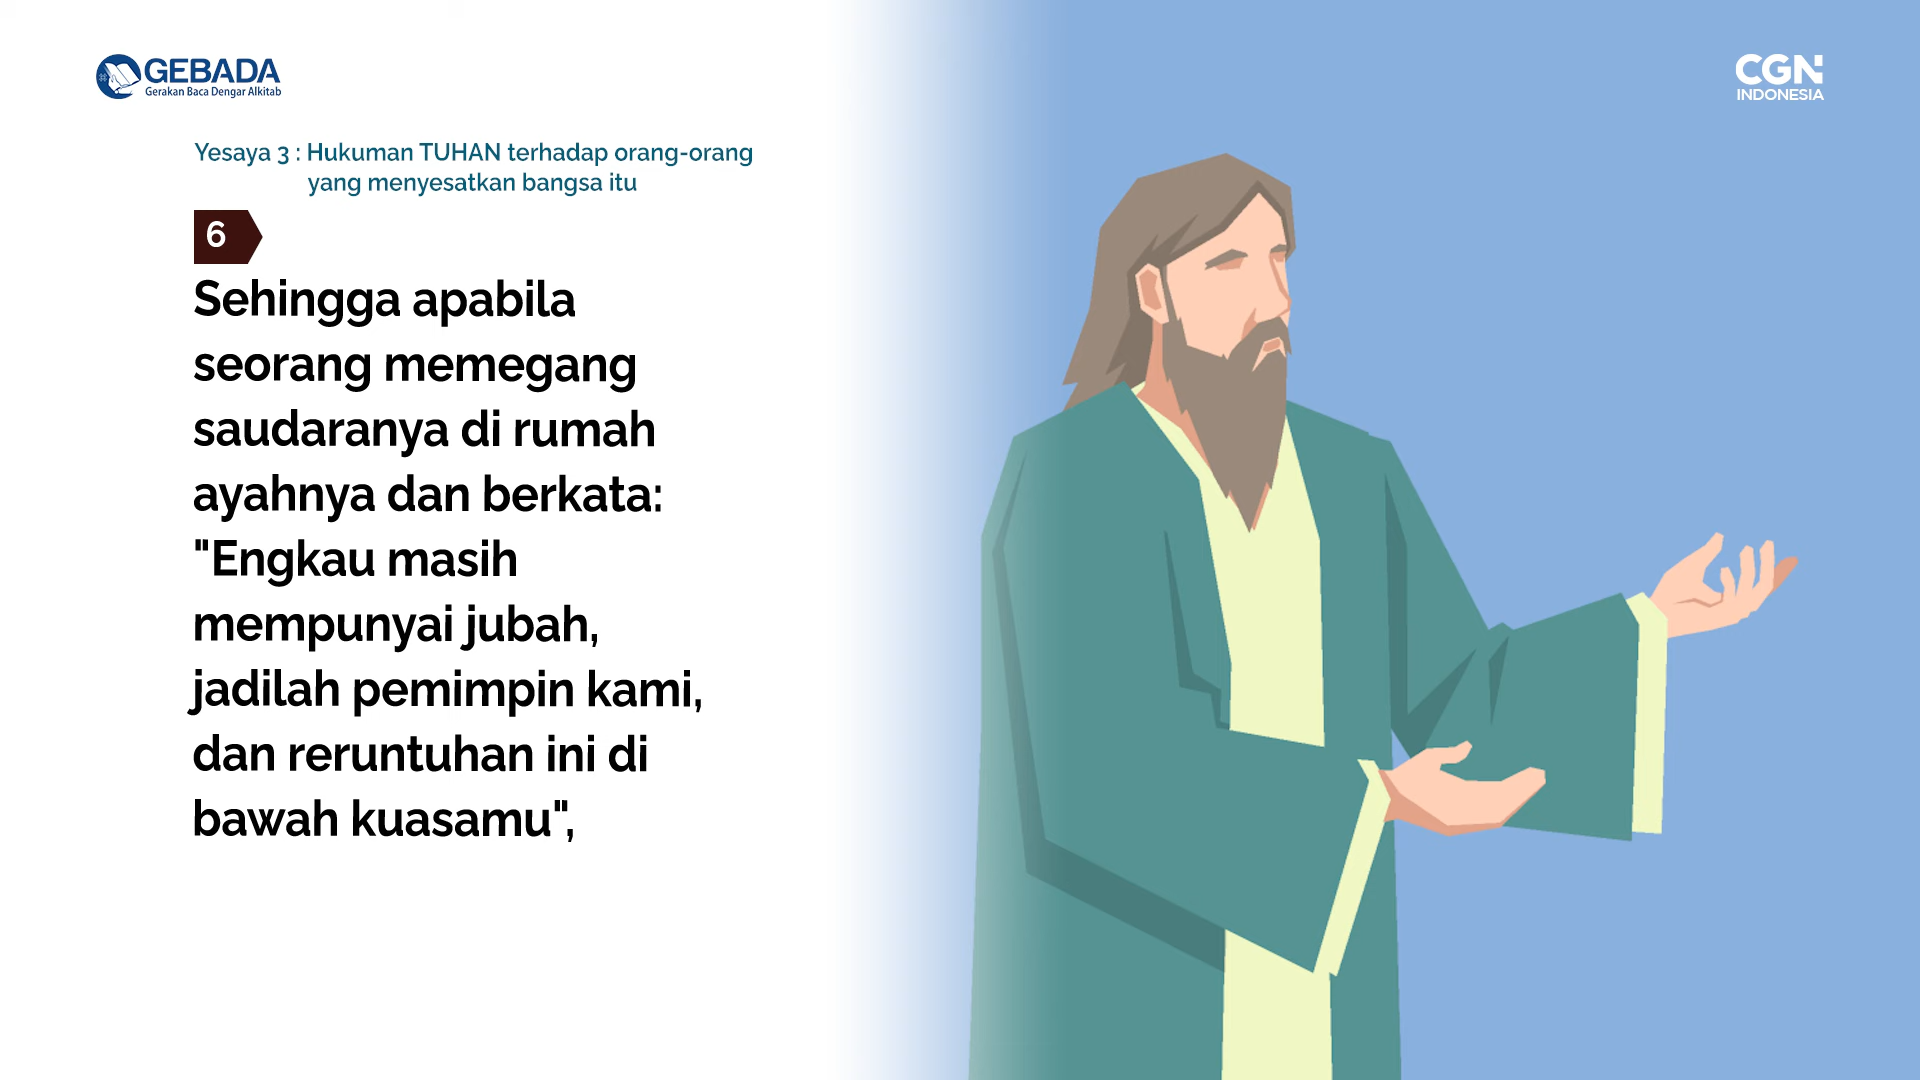 GEBADA
Gerakan Baca Dengar Alkitab
CGN
INDONESIA
Yesaya 3 : Hukuman TUHAN terhadap orang-orang
yang menyesatkan bangsa itu
6
Sehingga apabila
seorang memegang
saudaranya di rumah
ayahnya dan berkata:
"Engkau masih
mempunyai jubah,
jadilah pemimpin kami,
dan reruntuhan ini di
bawah kuasamu",